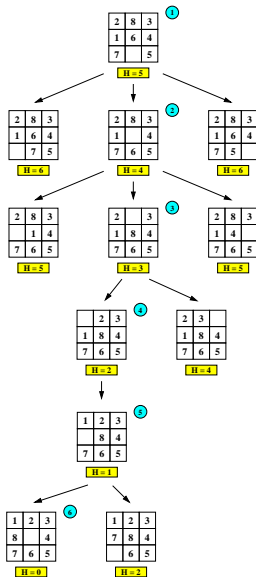 1
2 8 3
1 6 4
7 5
H = 5
2
2 8 3
1 6 4
7 5
H = 6
2 8 3
1 4
7 6 5
H = 4
2 8 3
1 6 4
7 5
H = 6
3
2 8 3
1 4
7 6 5
H = 5
2 3
1 8 4
7 6 5
H = 3
2 8 3
1 4
7 6 5
H = 5
4
2 3
1 8 4
7 6 5
H = 2
2 3
1 8 4
7 6 5
H = 4
5
1 2 3
8 4
7 6 5
H = 1
6
1 2 3
8 4
7 6 5
H = 0
1 2 3
7 8 4
6 5
H = 2